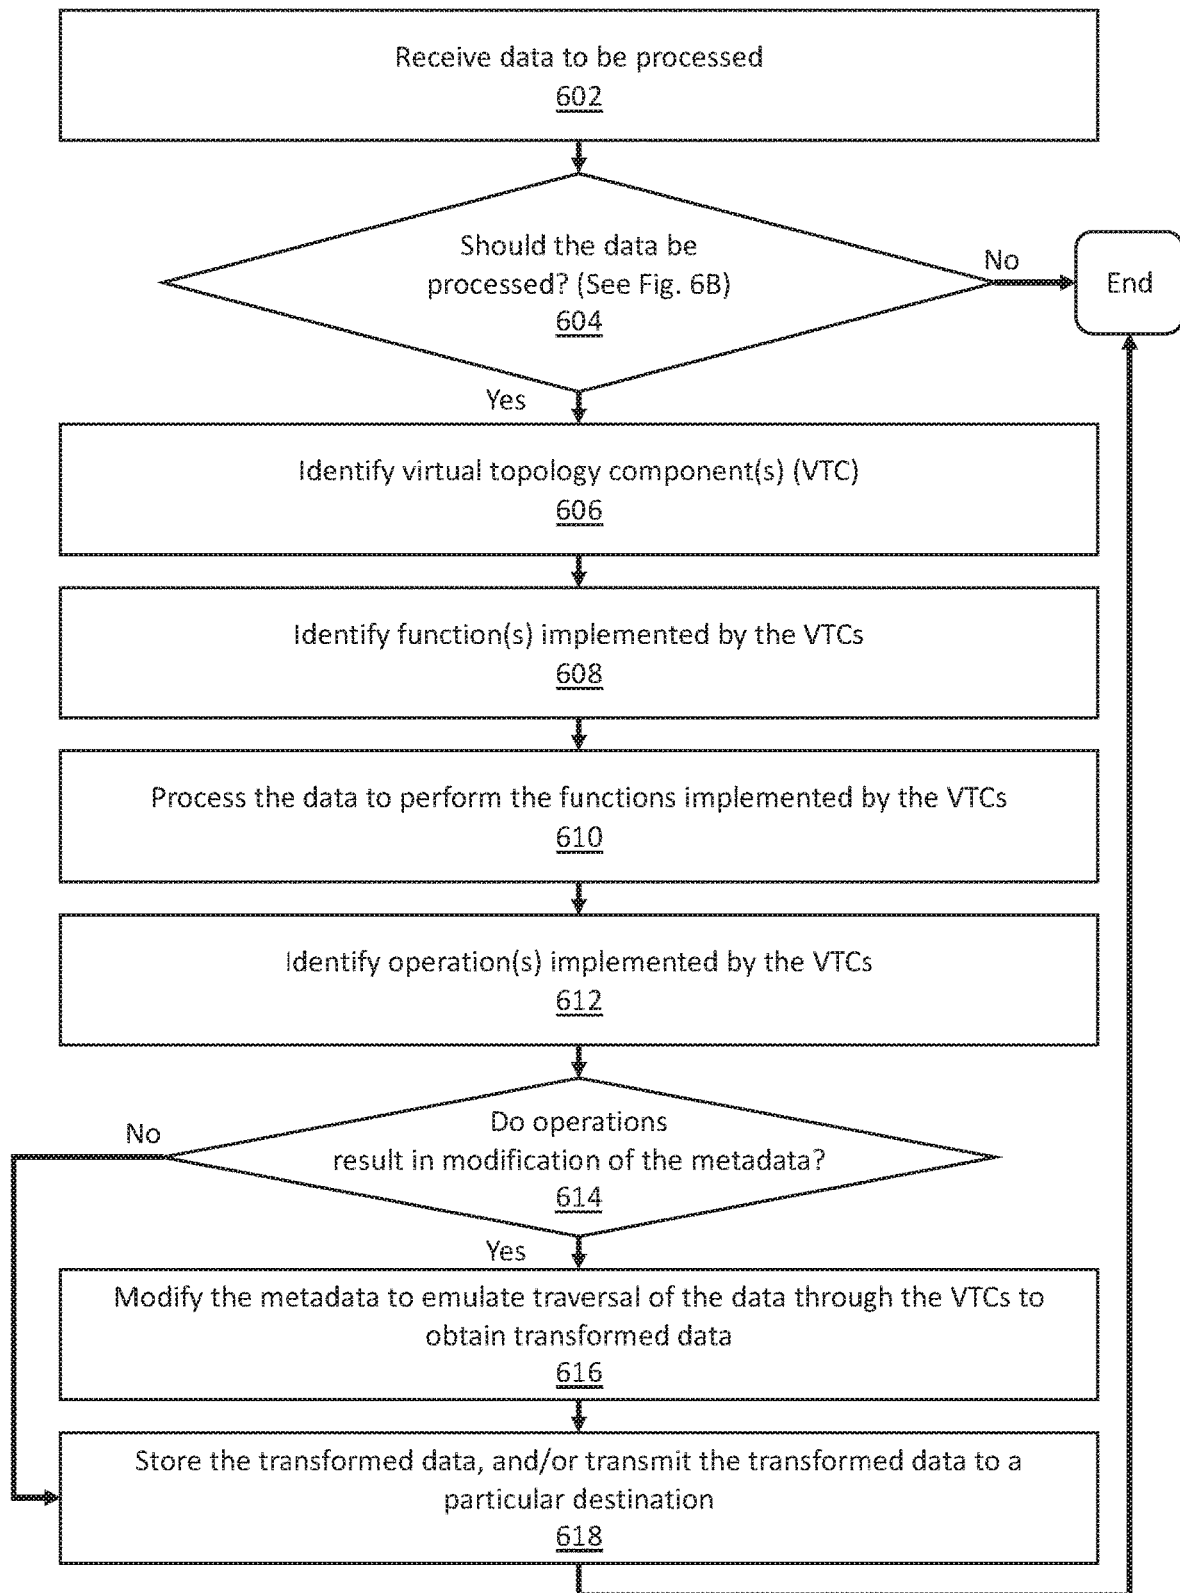 Receive data to be processed
602
Should the data be
processed? (See Fig. 6B)
604
No
End
Yes
Identify virtual topology component(s) (VTC)
606
Identify function(s) implemented by the VTCs
608
Process the data to perform the functions implemented by the VTCs
610
Identify operation(s) implemented by the VTCs
612
No
Do operations
result in modification of the metadata?
614
Yes
Modify the metadata to emulate traversal of the data through the VTCs to
obtain transformed data
616
Store the transformed data, and/or transmit the transformed data to a
particular destination
618